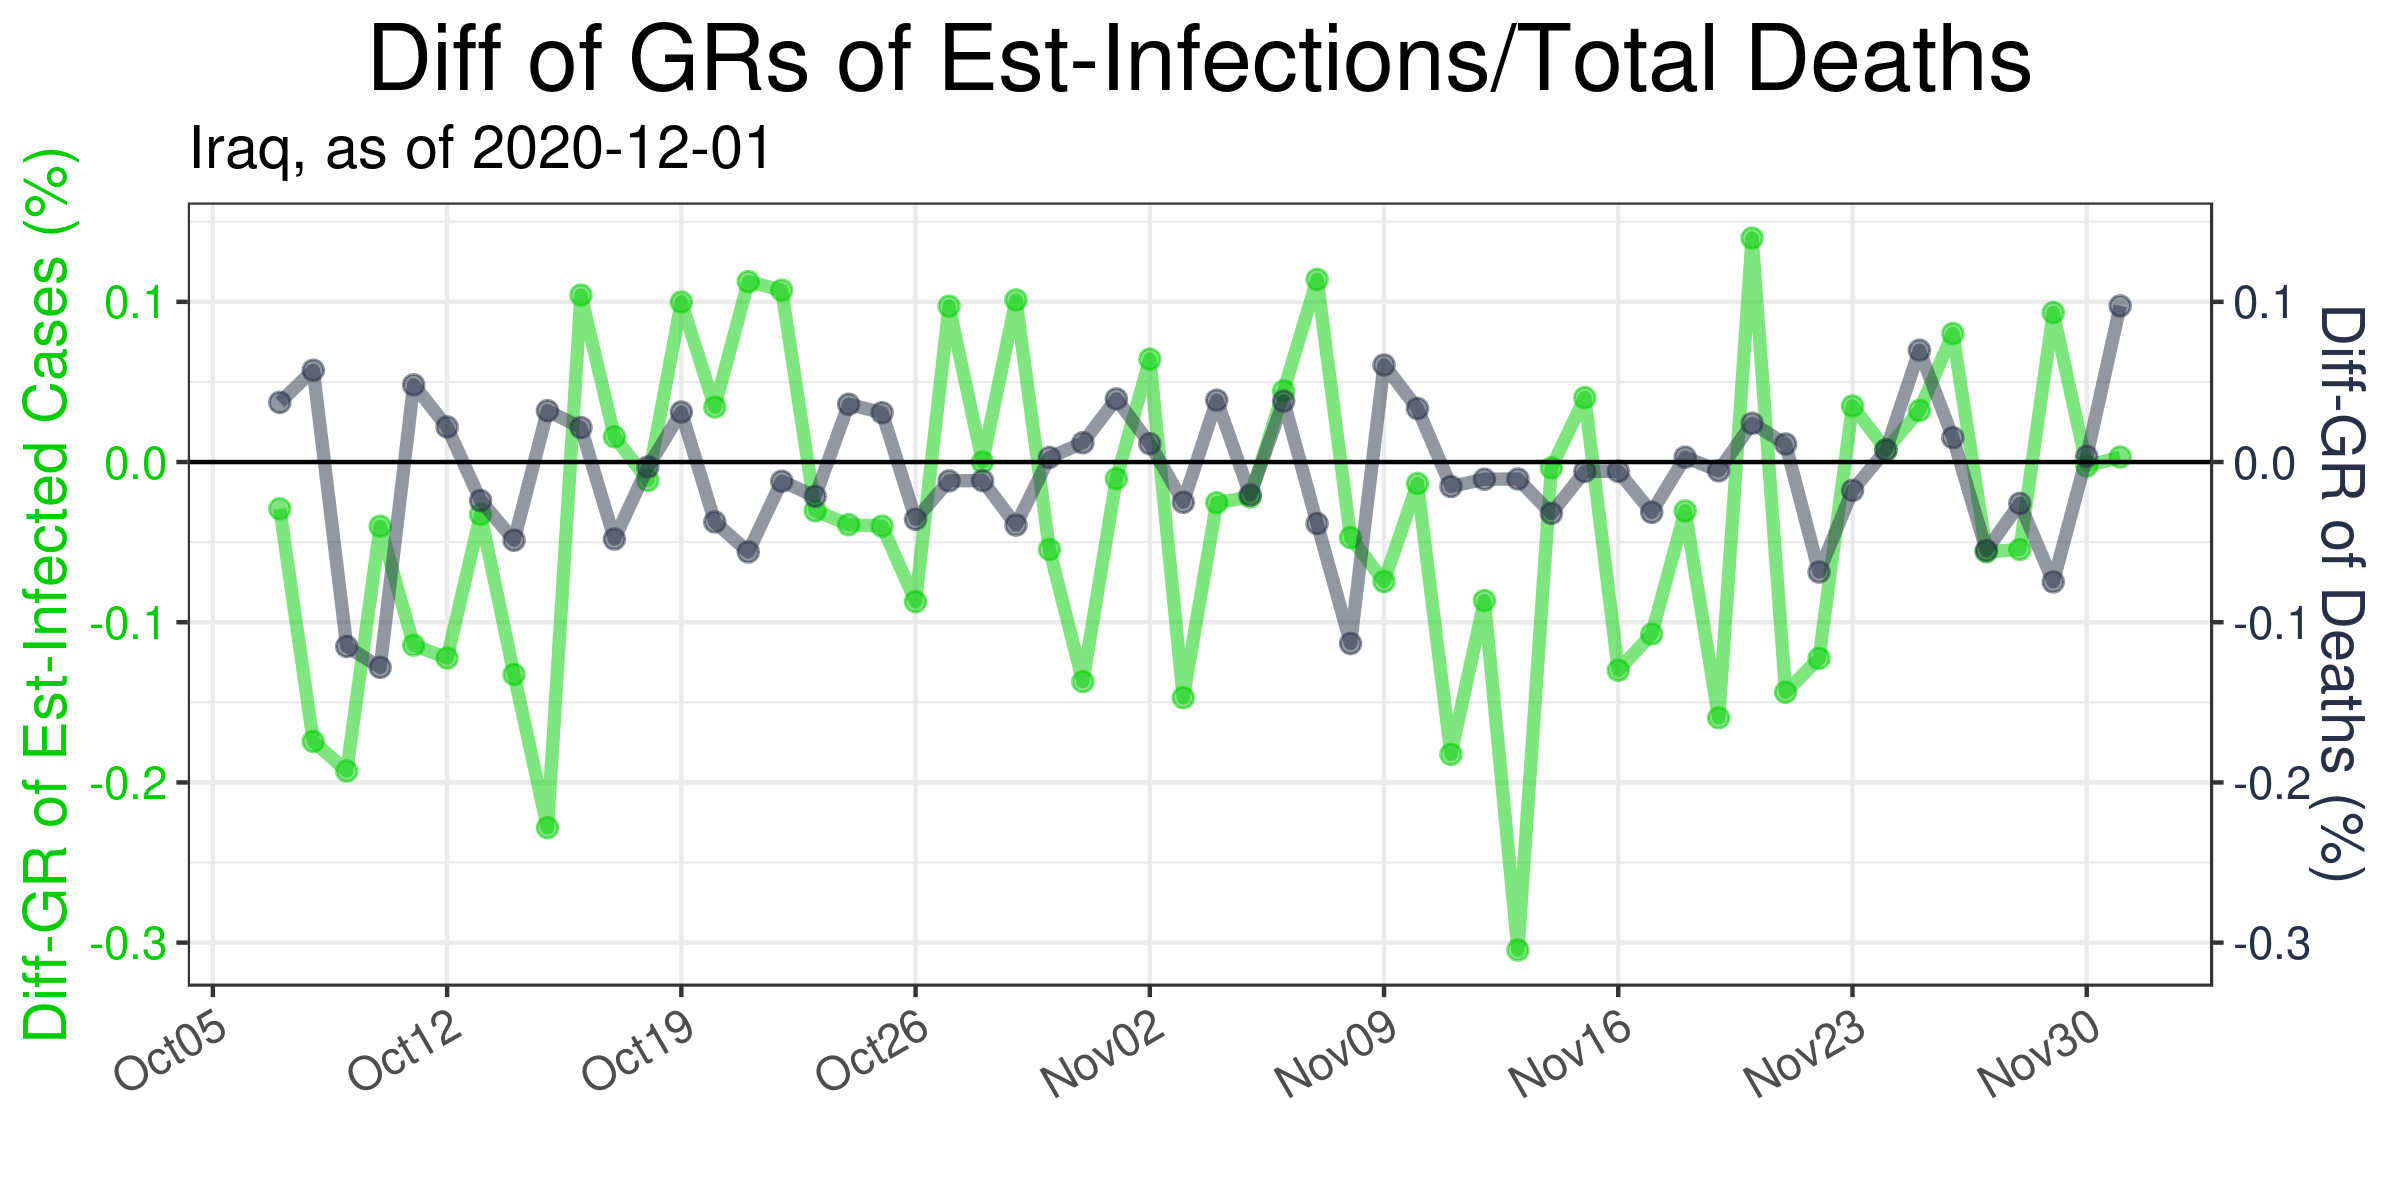 Diff of GRs of Est-Infections/Total Deaths
Iraq, as of 2020-12-01
Diff-GR of Est-Infected Cases (%)
0.1
0.0
-0.1
-0.2
-0.3
0.1
0.0
-0.1
-0.2
-0.3
Diff-GR of Deaths (%)
Oct05
Oct12
Oct19
Oct26
Nov02
Nov09
Nov16
Nov23
Nov30